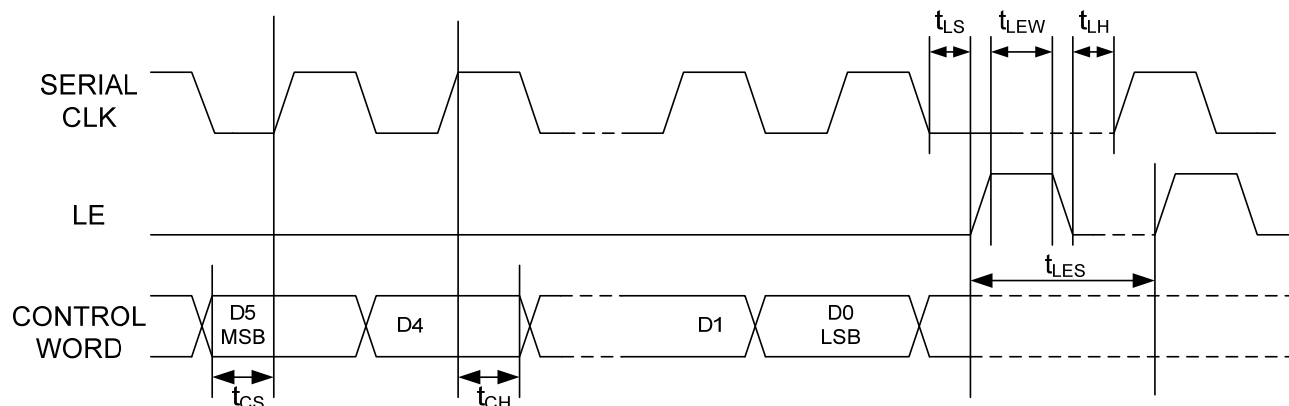 tLS tLEW tLH
SERIAL
CLK
LE
tLES
CONTROL
WORD
D5
MSB
D4
D1
D0
LSB
tCS
tCH